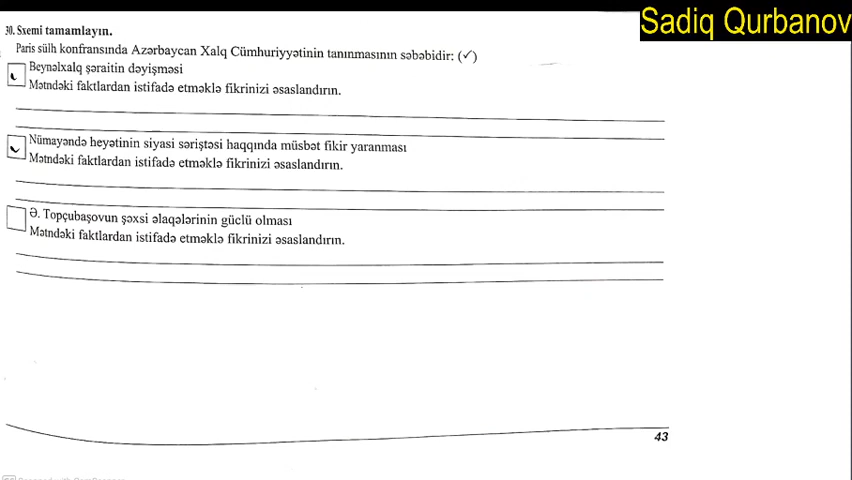 Sadiq Qurbanov
30. Sxemi tamamlayın.
Paris sülh konfransında Azərbaycan Xalq Cümhuriyyətinin tanınmasının səbəbidir: (✓)
Beynəlxalq şəraitin dəyişməsi
Mətndəki faktlardan istifadə etməklə fikrinizi əsaslandırın.
Nümayəndə heyətinin siyasi səriştəsi haqqında müsbət fikir yaranması
Mətndəki faktlardan istifadə etməklə fikrinizi əsaslandırın.
Ə. Topçubaşovun şəxsi əlaqələrinin güclü olması
Mətndəki faktlardan istifadə etməklə fikrinizi əsaslandırın.
43